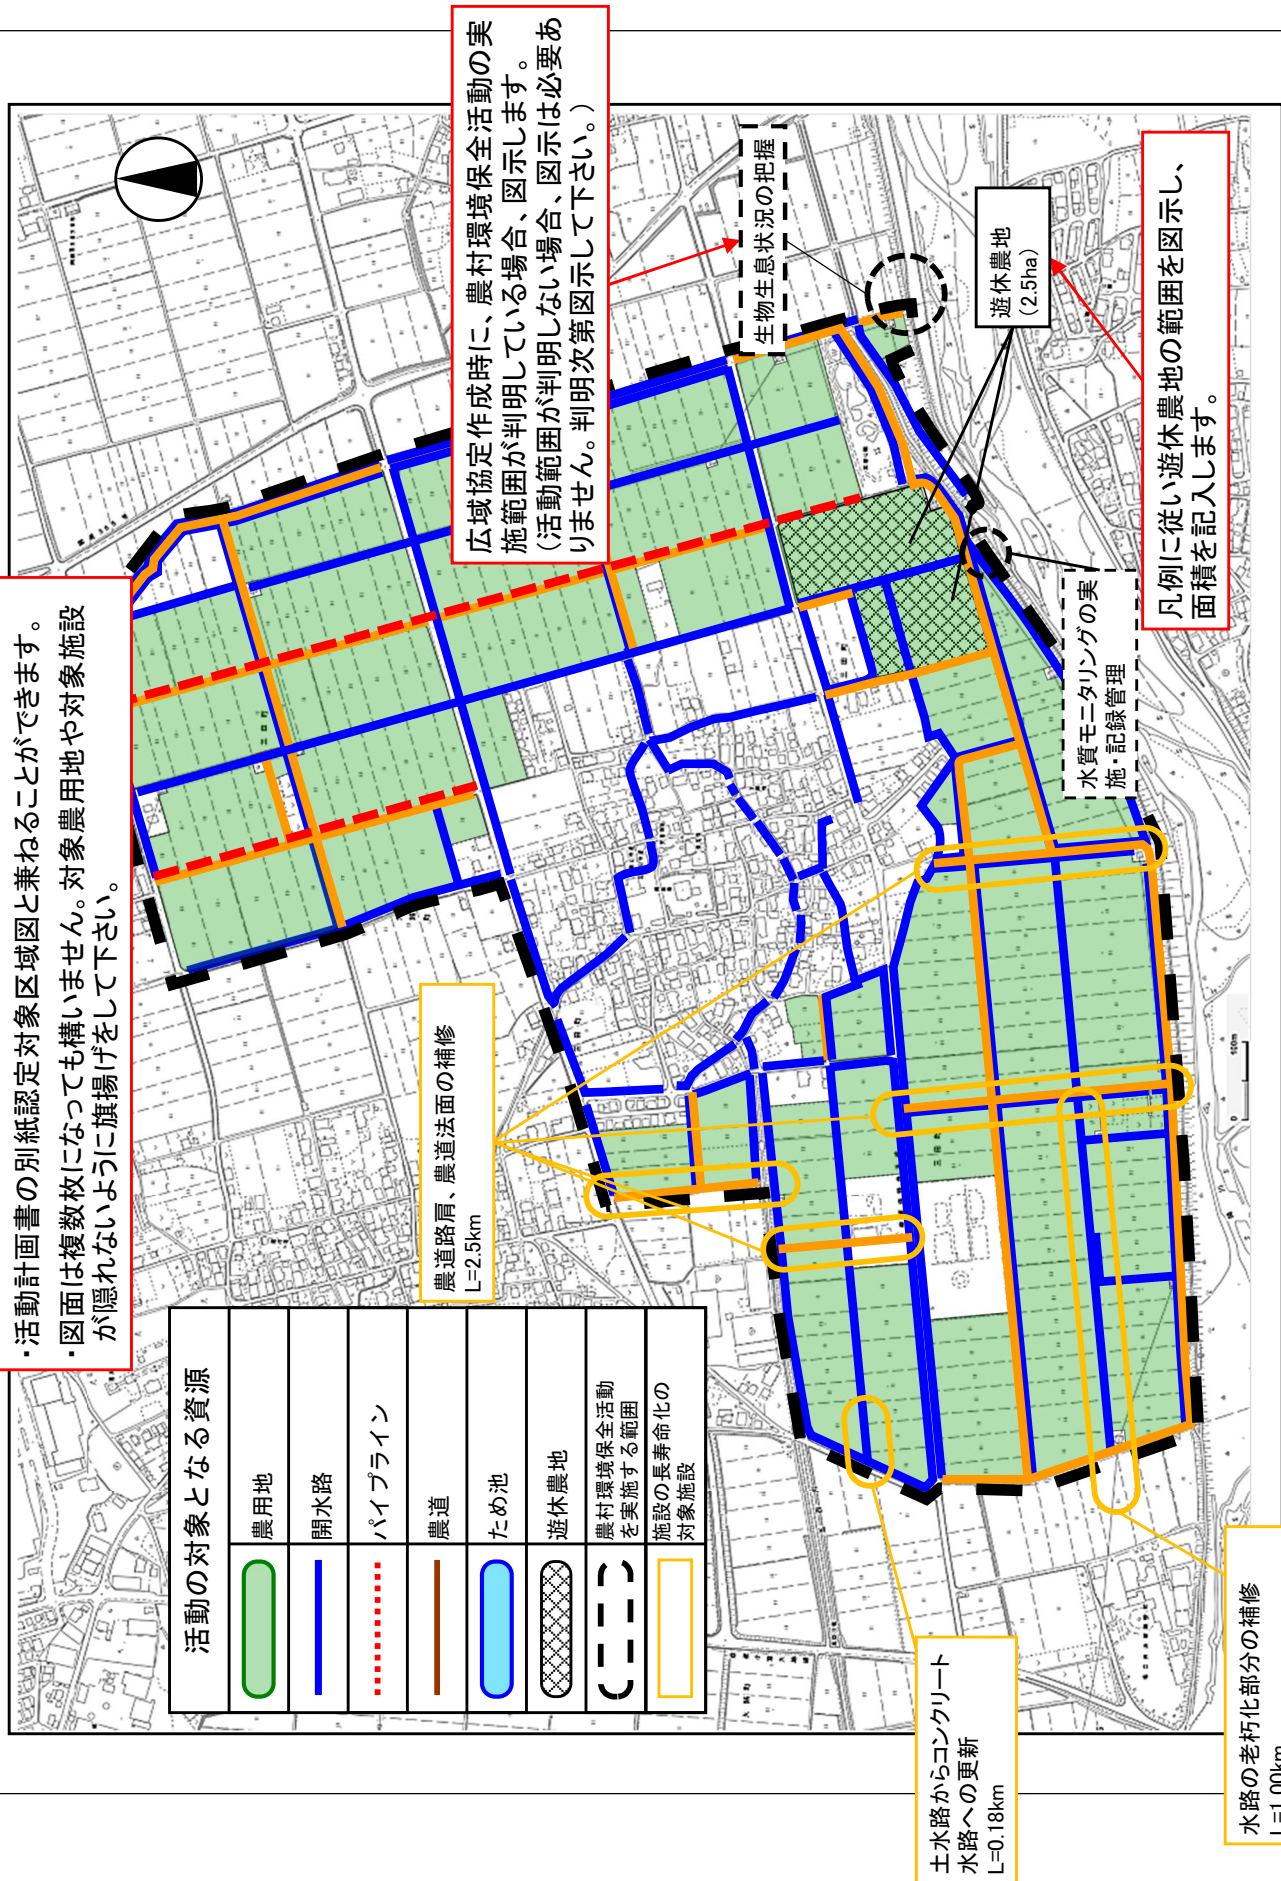 ・活動計画書の別紙認定対象区域図と兼ねることができます。
・図面は複数枚になっても構いません。対象農用地や対象施設
が隠れないように旗揚げをして下さい。
広域協定作成時に、農村環境保全活動の実
施範囲が判明している場合、図示します。
（活動範囲が判明しない場合、図示は必要あ
りません。判明次第図示して下さい。）
生物生息状況の把握
遊休農地
（2.5ha）
凡例に従い遊休農地の範囲を図示し、
面積を記入します。
水質モニタリングの実
施・記録管理
農道路肩、農道法面の補修
L=2.5km
活動の対象となる資源
農用地
開水路
パイプライン
農道
ため池
遊休農地
農村環境保全活動
を実施する範囲
施設の長寿命化の
対象施設
土水路からコンクリート
水路への更新
L=0.18km
水路の老朽化部分の補修
L=1.00km
0 100m